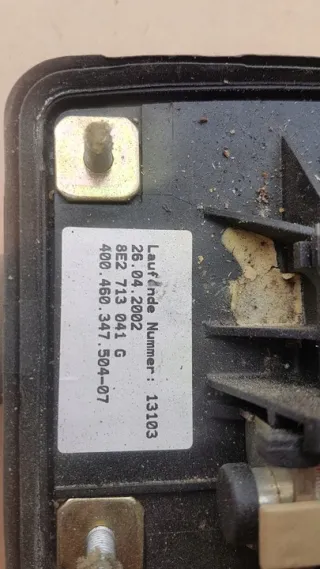 Laufende Nummer: 13103
26.04.2002
8E2 713 041 G
400.460.347.504-07